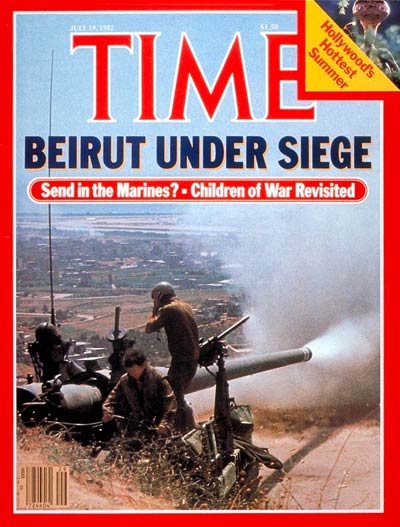 JULY 19, 1982
$1.50
TIME
Hollywood's
Hottest
Summer
BEIRUT UNDER SIEGE
Send in the Marines? ▪ Children of War Revisited